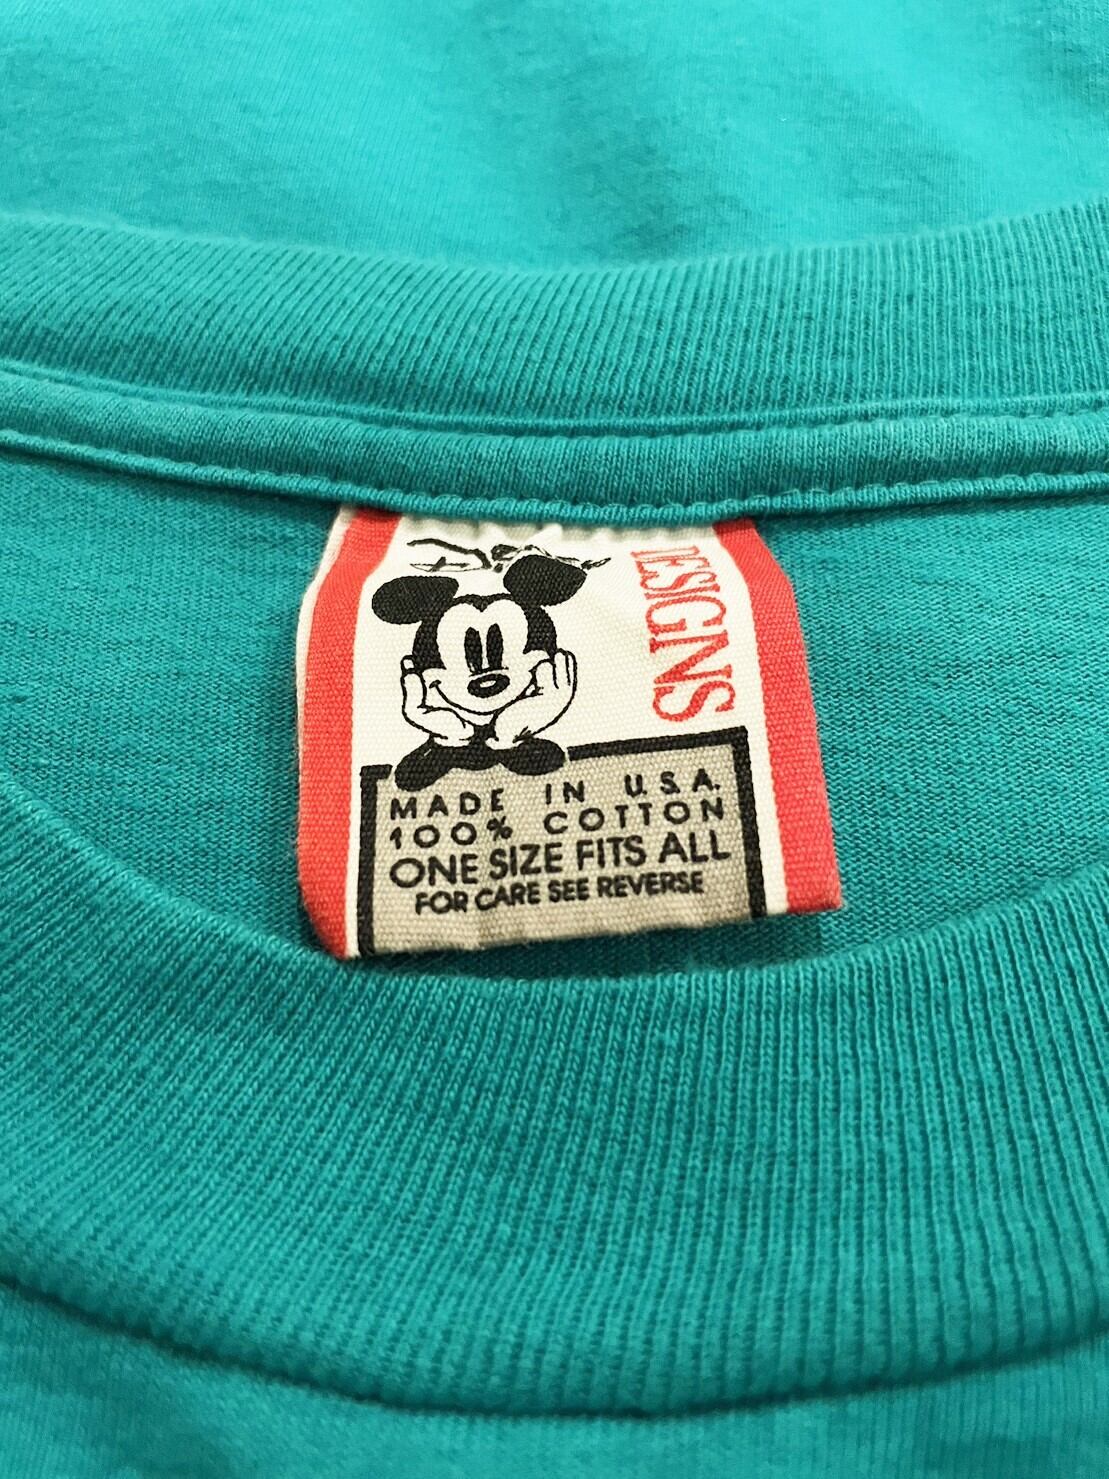 DESIGNS
MADE IN U.S.A.
100% COTTON
ONE SIZE FITS ALL
FOR CARE SEE REVERSE